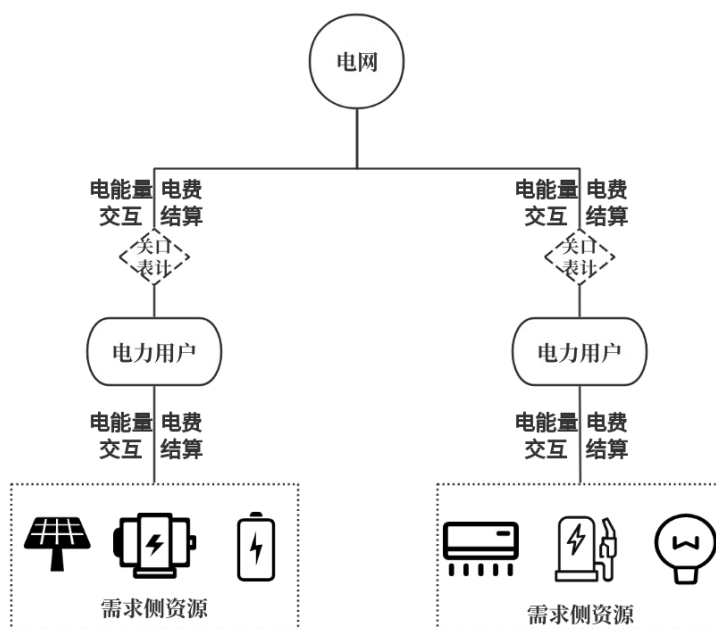 电网
电能量 电费
交互 结算
电能量 电费
交互 结算
关口
表计
关口
表计
电力用户
电力用户
电能量 电费
交互 结算
电能量 电费
交互 结算
需求侧资源
需求侧资源